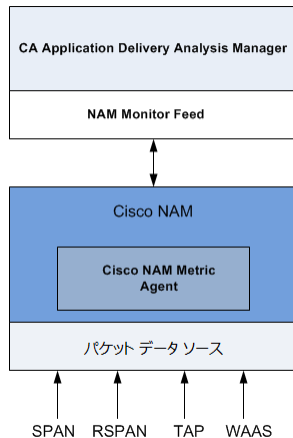 CA Application Delivery Analysis Manager
NAM Monitor Feed
Cisco NAM
Cisco NAM Metric
Agent
パケット データ ソース
SPAN RSPAN TAP WAAS